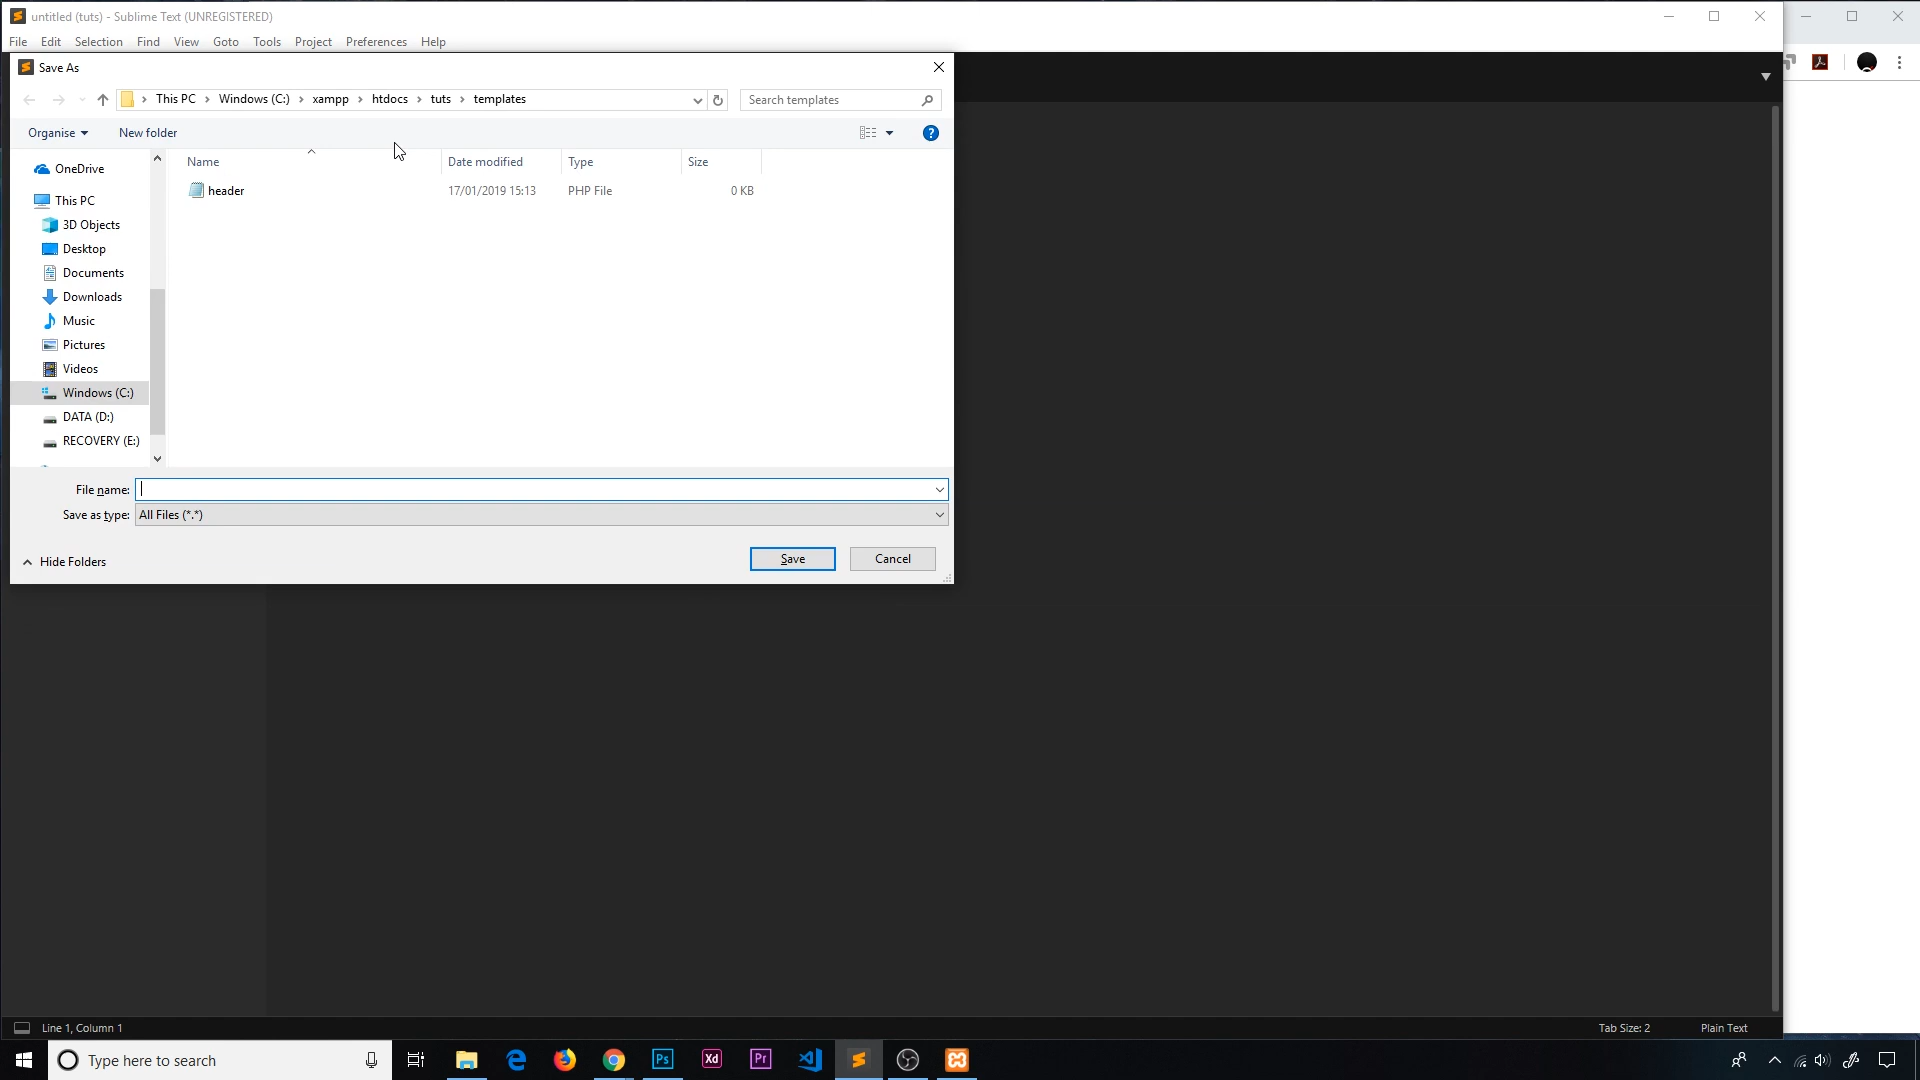 untitled (tuts) - Sublime Text (UNREGISTERED)
File Edit Selection Find View Goto Tools Project Preferences Help
Save As
This PC Windows (C:) xampp htdocs tuts templates
Search templates
Organise New folder
Name Date modified Type Size
header 17/01/2019 15:13 PHP File 0 KB
OneDrive
This PC
3D Objects
Desktop
Documents
Downloads
Music
Pictures
Videos
Windows (C:)
DATA (D:)
RECOVERY (E:)
File name:
Save as type: All Files (*.*)
Hide Folders
Save Cancel
Line 1, Column 1
Tab Size: 2 Plain Text
Type here to search
Ps Xd Pr